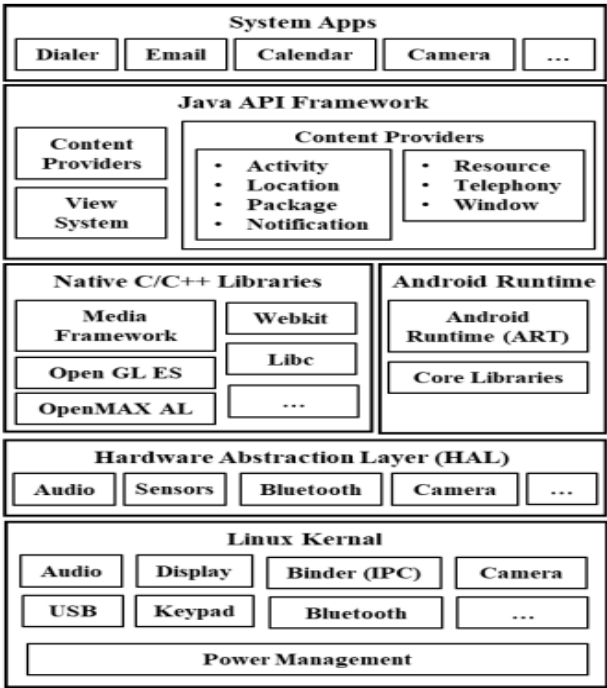 System Apps
Dialer
Email
Calendar
Camera
...
Java API Framework
Content
Providers
View
System
Content Providers
• Activity
• Location
• Package
• Notification
• Resource
• Telephony
• Window
Native C/C++ Libraries
Media
Framework
Open GL ES
OpenMAX AL
Webkit
Libc
...
Android Runtime
Android
Runtime (ART)
Core Libraries
Hardware Abstraction Layer (HAL)
Audio
Sensors
Bluetooth
Camera
...
Linux Kernal
Audio
Display
Binder (IPC)
Camera
USB
Keypad
Bluetooth
...
Power Management